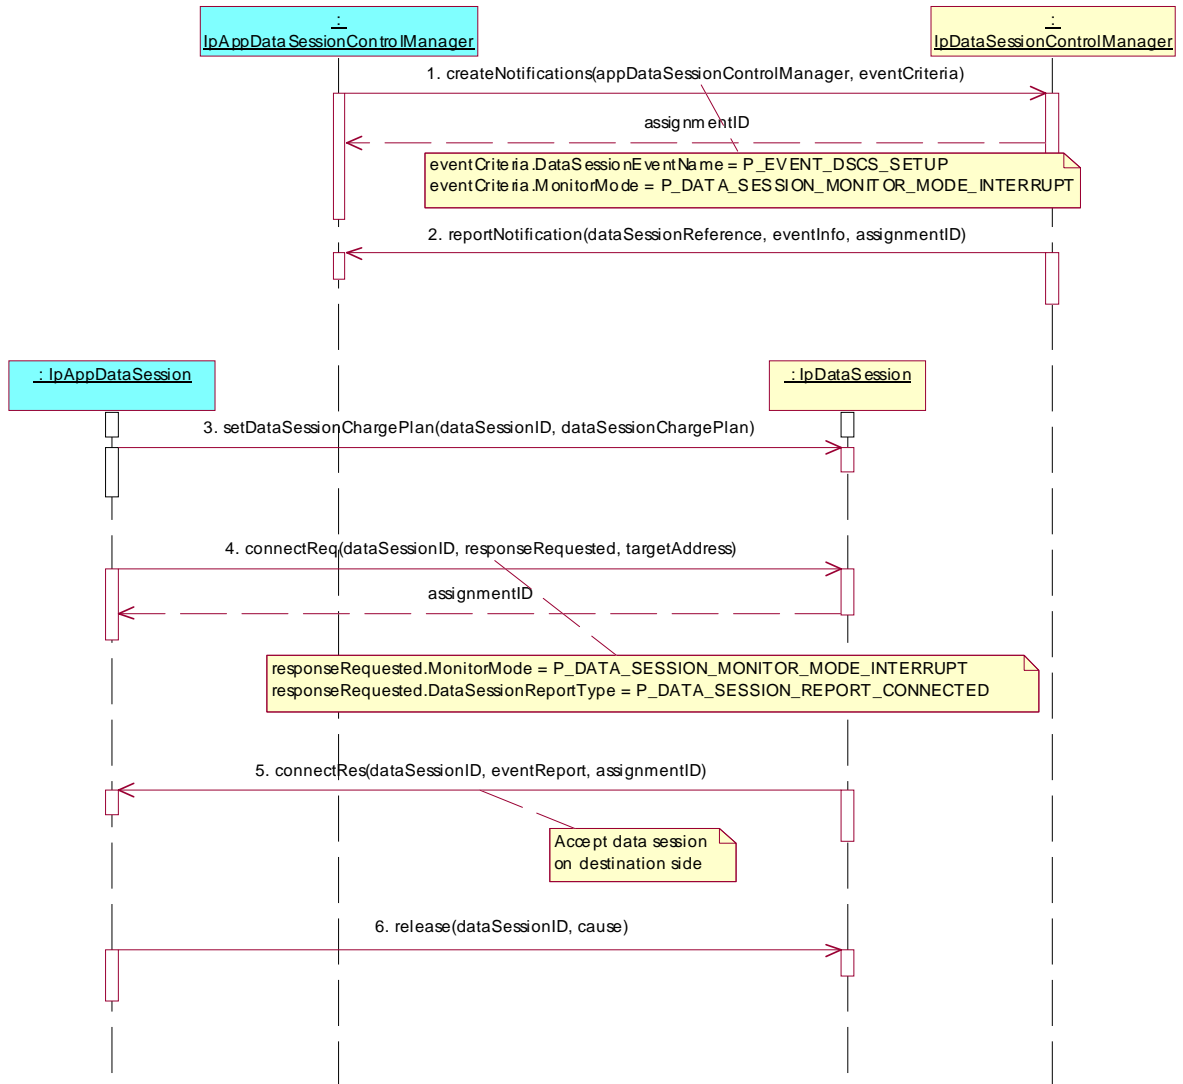 :
IpAppDataSessionControlManager
:
IpDataSessionControlManager
1. createNotifications(appDataSessionControlManager, eventCriteria)
assignmentID
eventCriteria.DataSessionEventName = P_EVENT_DSCS_SETUP
eventCriteria.MonitorMode = P_DATA_SESSION_MONITOR_MODE_INTERRUPT
2. reportNotification(dataSessionReference, eventInfo, assignmentID)
: IpAppDataSession
: IpDataSession
3. setDataSessionChargePlan(dataSessionID, dataSessionChargePlan)
4. connectReq(dataSessionID, responseRequested, targetAddress)
assignmentID
responseRequested.MonitorMode = P_DATA_SESSION_MONITOR_MODE_INTERRUPT
responseRequested.DataSessionReportType = P_DATA_SESSION_REPORT_CONNECTED
5. connectRes(dataSessionID, eventReport, assignmentID)
Accept data session
on destination side
6. release(dataSessionID, cause)